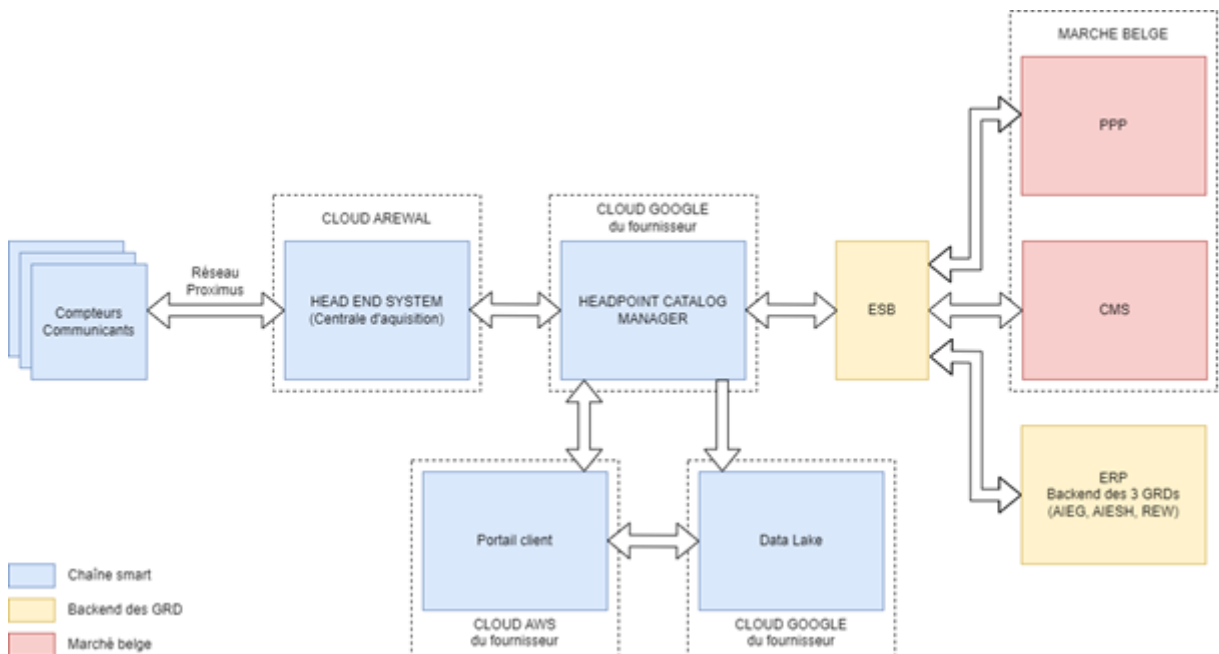 MARCHE BELGE
PPP
CLOUD AREWAL
CLOUD GOOGLE
du fournisseur
Réseau
Proximus
Compteurs
Communicants
HEAD END SYSTEM
(Centrale d'aquisition)
HEADPOINT CATALOG
MANAGER
ESB
CMS
ERP
Backend des 3 GRDs
(AIEG, AIESH, REW)
Portail client
Data Lake
CLOUD AWS
du fournisseur
CLOUD GOOGLE
du fournisseur
Chaîne smart
Backend des GRD
Marché belge